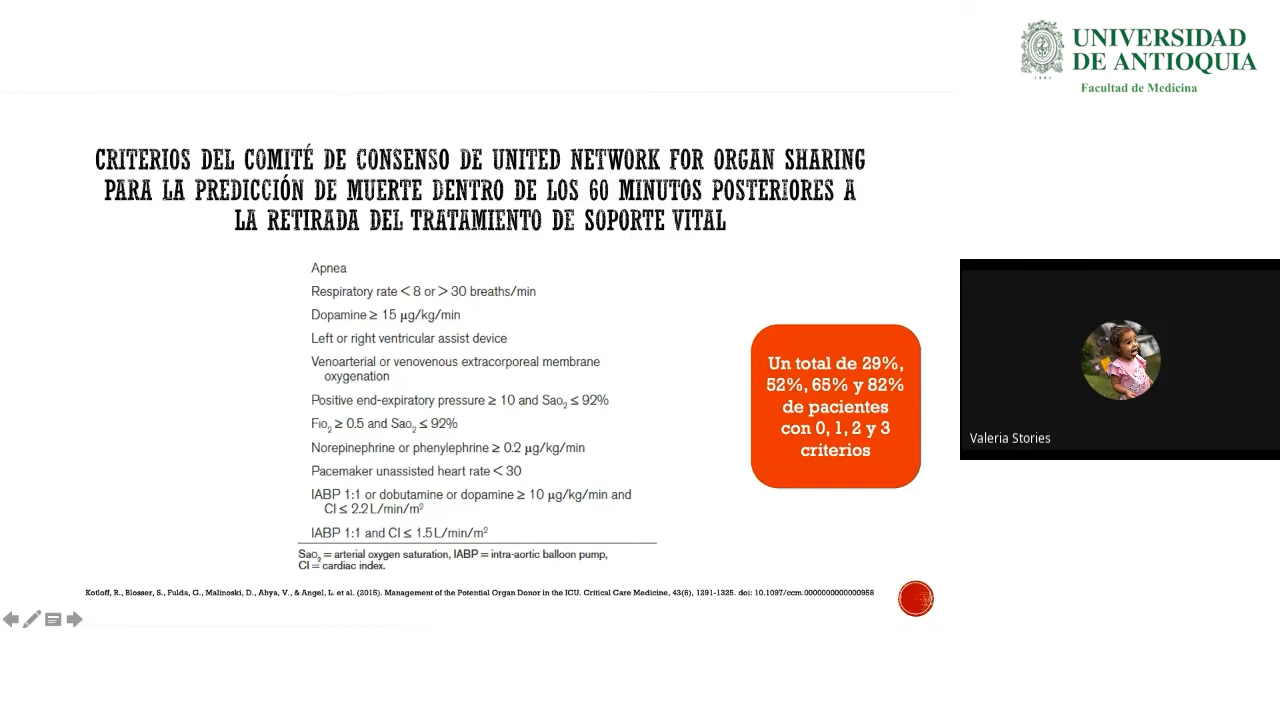 UNIVERSIDAD
DE ANTIOQUIA
1803
Facultad de Medicina
CRITERIOS DEL COMITÉ DE CONSENSO DE UNITED NETWORK FOR ORGAN SHARING
PARA LA PREDICCIÓN DE MUERTE DENTRO DE LOS 60 MINUTOS POSTERIORES A
LA RETIRADA DEL TRATAMIENTO DE SOPORTE VITAL
Apnea
Respiratory rate < 8 or > 30 breaths/min
Dopamine ≥ 15 μg/kg/min
Left or right ventricular assist device
Venoarterial or venovenous extracorporeal membrane
oxygenation
Positive end-expiratory pressure ≥ 10 and Sao₂ ≤ 92%
Fio₂ ≥ 0.5 and Sao₂ ≤ 92%
Norepinephrine or phenylephrine ≥ 0.2 μg/kg/min
Pacemaker unassisted heart rate < 30
IABP 1:1 or dobutamine or dopamine ≥ 10 μg/kg/min and
CI ≤ 2.2 L/min/m²
IABP 1:1 and CI ≤ 1.5 L/min/m²
Sao₂ = arterial oxygen saturation, IABP = intra-aortic balloon pump,
CI = cardiac index.
Un total de 29%,
52%, 65% y 82%
de pacientes
con 0, 1, 2 y 3
criterios
Valeria Stories
Kotloff, R., Blosser, S., Fulda, G., Malinoski, D., Ahya, V., & Angel, L. et al. (2015). Management of the Potential Organ Donor in the ICU. Critical Care Medicine, 43(6), 1291-1325. doi: 10.1097/ccm.0000000000000958